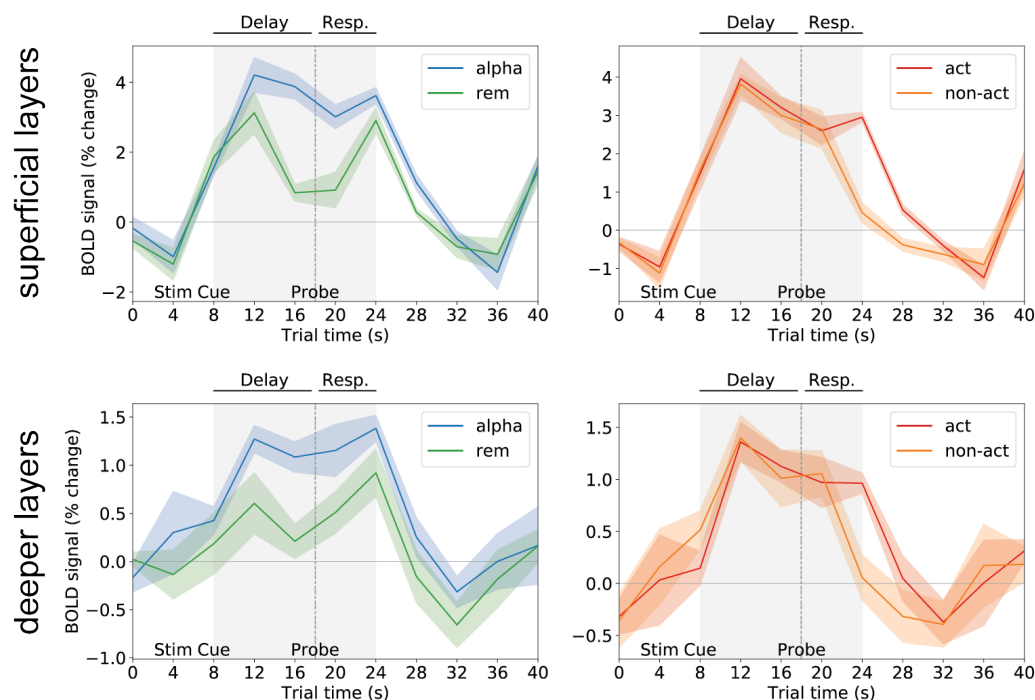 superficial layers
Delay Resp.
BOLD signal (% change)
4
2
0
−2
alpha
rem
Stim Cue Probe
0 4 8 12 16 20 24 28 32 36 40
Trial time (s)
Delay Resp.
4
3
2
1
0
−1
act
non-act
Stim Cue Probe
0 4 8 12 16 20 24 28 32 36 40
Trial time (s)
deeper layers
Delay Resp.
BOLD signal (% change)
1.5
1.0
0.5
0.0
−0.5
−1.0
alpha
rem
Stim Cue Probe
0 4 8 12 16 20 24 28 32 36 40
Trial time (s)
Delay Resp.
1.5
1.0
0.5
0.0
−0.5
act
non-act
Stim Cue Probe
0 4 8 12 16 20 24 28 32 36 40
Trial time (s)